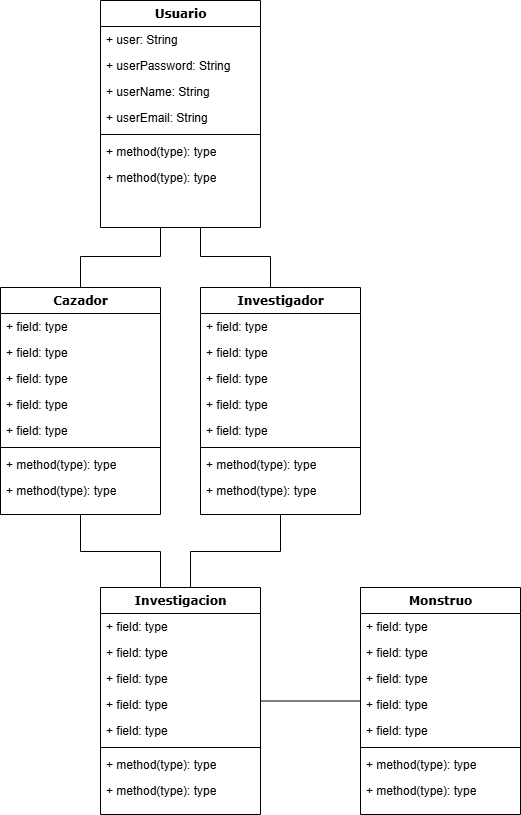 Usuario
+ user: String
+ userPassword: String
+ userName: String
+ userEmail: String
+ method(type): type
+ method(type): type
Cazador
+ field: type
+ field: type
+ field: type
+ field: type
+ field: type
+ method(type): type
+ method(type): type
Investigador
+ field: type
+ field: type
+ field: type
+ field: type
+ field: type
+ method(type): type
+ method(type): type
Investigacion
+ field: type
+ field: type
+ field: type
+ field: type
+ field: type
+ method(type): type
+ method(type): type
Monstruo
+ field: type
+ field: type
+ field: type
+ field: type
+ field: type
+ method(type): type
+ method(type): type